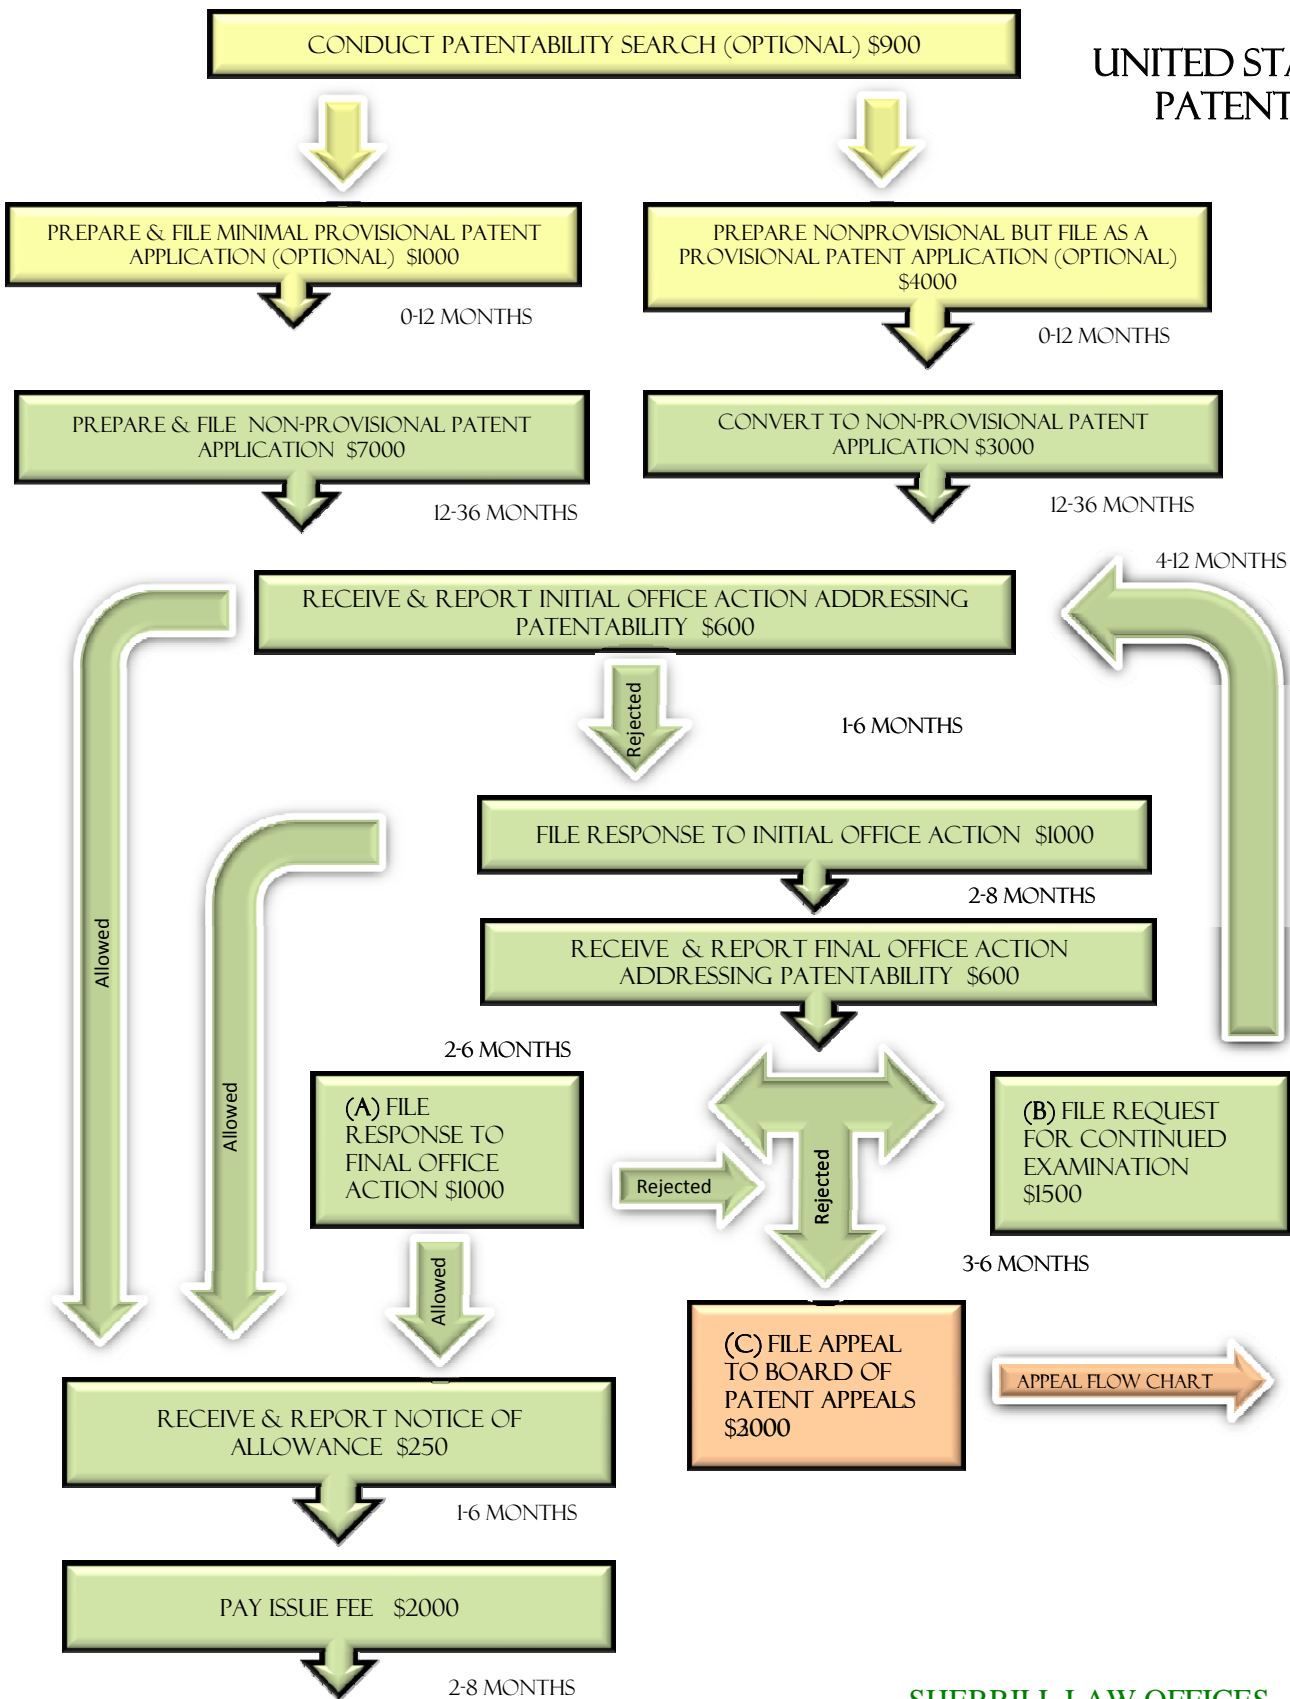 CONDUCT PATENTABILITY SEARCH (OPTIONAL) $900
UNITED
PATENT
PREPARE & FILE MINIMAL PROVISIONAL PATENT
APPLICATION (OPTIONAL) $1000
0-12 MONTHS
PREPARE NONPROVISIONAL BUT FILE AS A
PROVISIONAL PATENT APPLICATION (OPTIONAL)
$4000
0-12 MONTHS
PREPARE & FILE NON-PROVISIONAL PATENT
APPLICATION $7000
12-36 MONTHS
CONVERT TO NON-PROVISIONAL PATENT
APPLICATION $3000
12-36 MONTHS
4-12 MONTHS
RECEIVE & REPORT INITIAL OFFICE ACTION ADDRESSING
PATENTABILITY $600
Rejected
1-6 MONTHS
FILE RESPONSE TO INITIAL OFFICE ACTION $1000
2-8 MONTHS
Allowed
RECEIVE & REPORT FINAL OFFICE ACTION
ADDRESSING PATENTABILITY $600
2-6 MONTHS
Allowed
(A) FILE
RESPONSE TO
FINAL OFFICE
ACTION $1000
Rejected
Rejected
(B) FILE REQUEST
FOR CONTINUED
EXAMINATION
$1500
3-6 MONTHS
Allowed
(C) FILE APPEAL
TO BOARD OF
PATENT APPEALS
APPEAL FLOW CHART
RECEIVE & REPORT NOTICE OF
ALLOWANCE $250
1-6 MONTHS
PAY ISSUE FEE $2000
2-8 MONTHS
SHERRILL LAW OFFICES